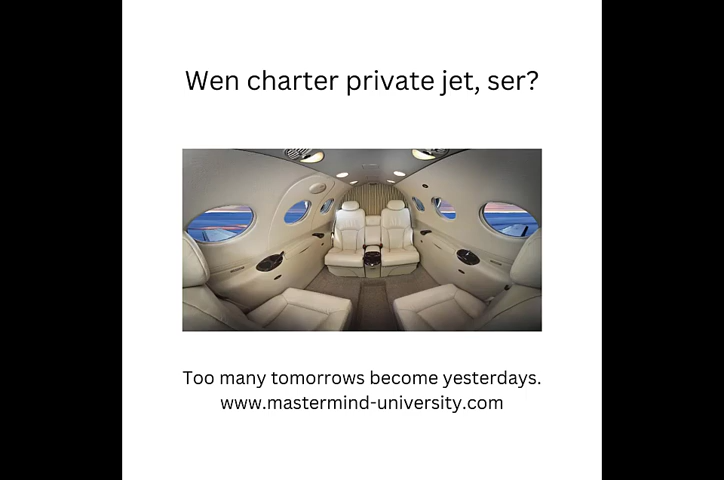 Wen charter private jet, ser?
Too many tomorrows become yesterdays.
www.mastermind-university.com